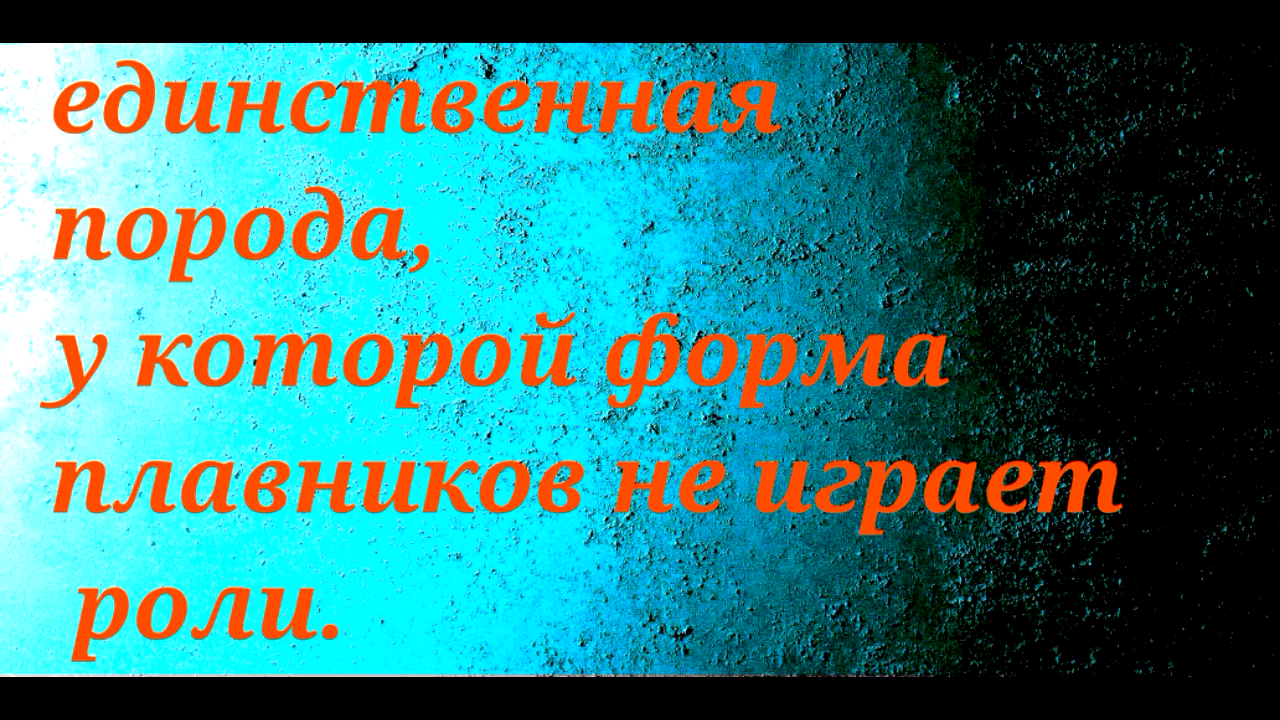 единственная
порода,
у которой форма
плавников не играет
роли.